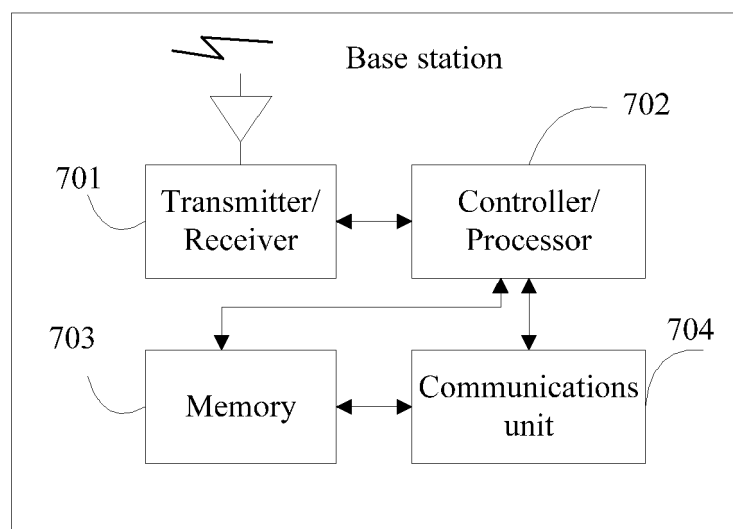 Base station
702
701
Transmitter/
Receiver
Controller/
Processor
703
704
Memory
Communications
unit